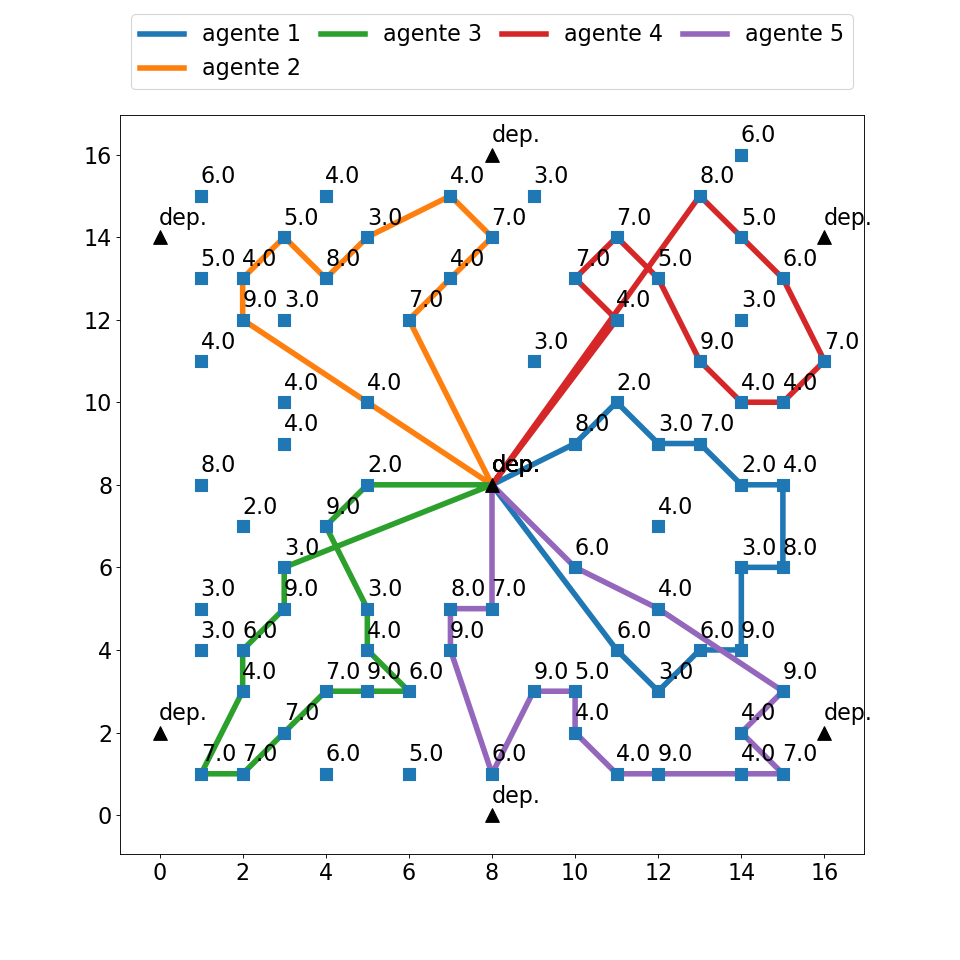 agente 1 agente 3 agente 4 agente 5
agente 2
dep. 6.0
16
6.0 4.0 4.0 3.0 8.0
dep. 5.0 3.0 7.0 7.0 5.0 dep.
14
5.0 4.0 8.0 4.0 7.0 5.0 6.0
9.0 3.0 7.0 4.0 3.0
12
4.0 3.0 9.0 7.0
4.0 4.0 2.0 4.0 4.0
10
4.0 8.0 3.0 7.0
8.0 2.0 dep. 2.0 4.0
8
2.0 9.0 4.0
3.0 6.0 3.0 8.0
6
3.0 9.0 3.0 8.0 7.0 4.0
3.0 6.0 4.0 9.0 6.0 6.0 9.0
4
4.0 7.0 9.0 6.0 9.0 5.0 3.0 9.0
dep. 7.0 4.0 4.0 dep.
2
7.0 7.0 6.0 5.0 6.0 4.0 9.0 4.0 7.0
dep.
0
0 2 4 6 8 10 12 14 16